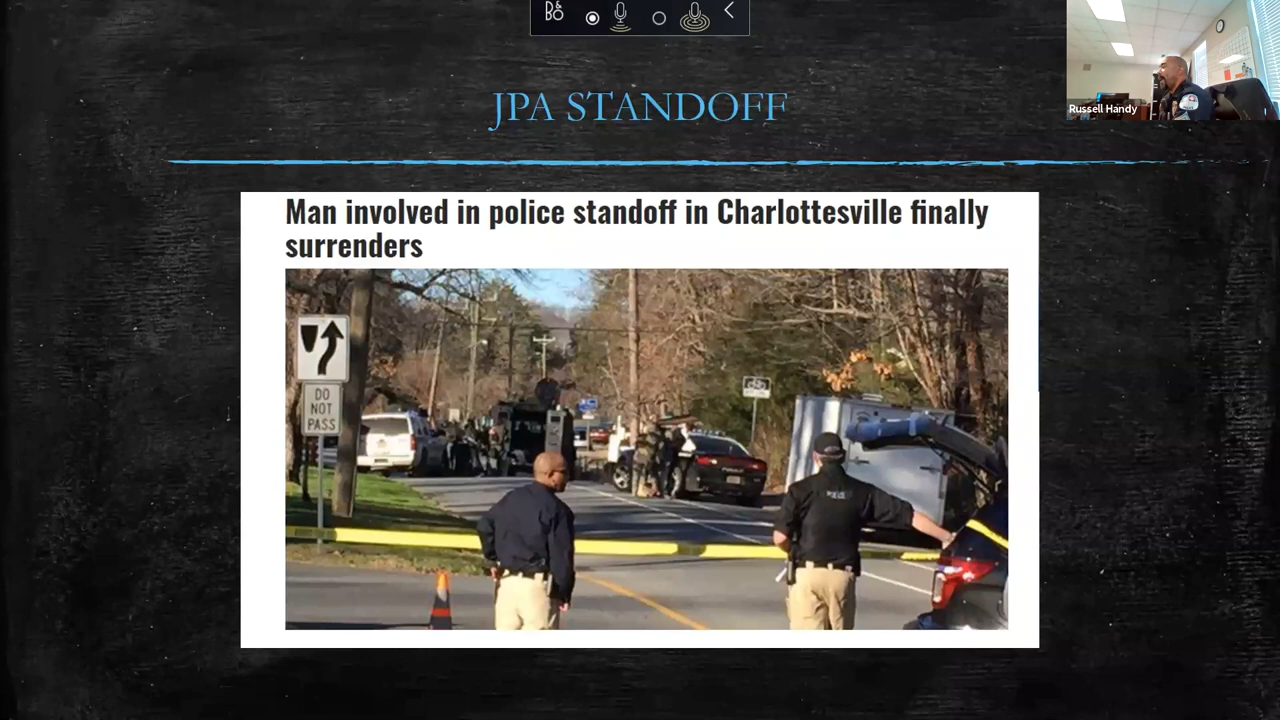 B&O
JPA STANDOFF
Russell Handy
Man involved in police standoff in Charlottesville finally
surrenders
DO
NOT
PASS
POLICE